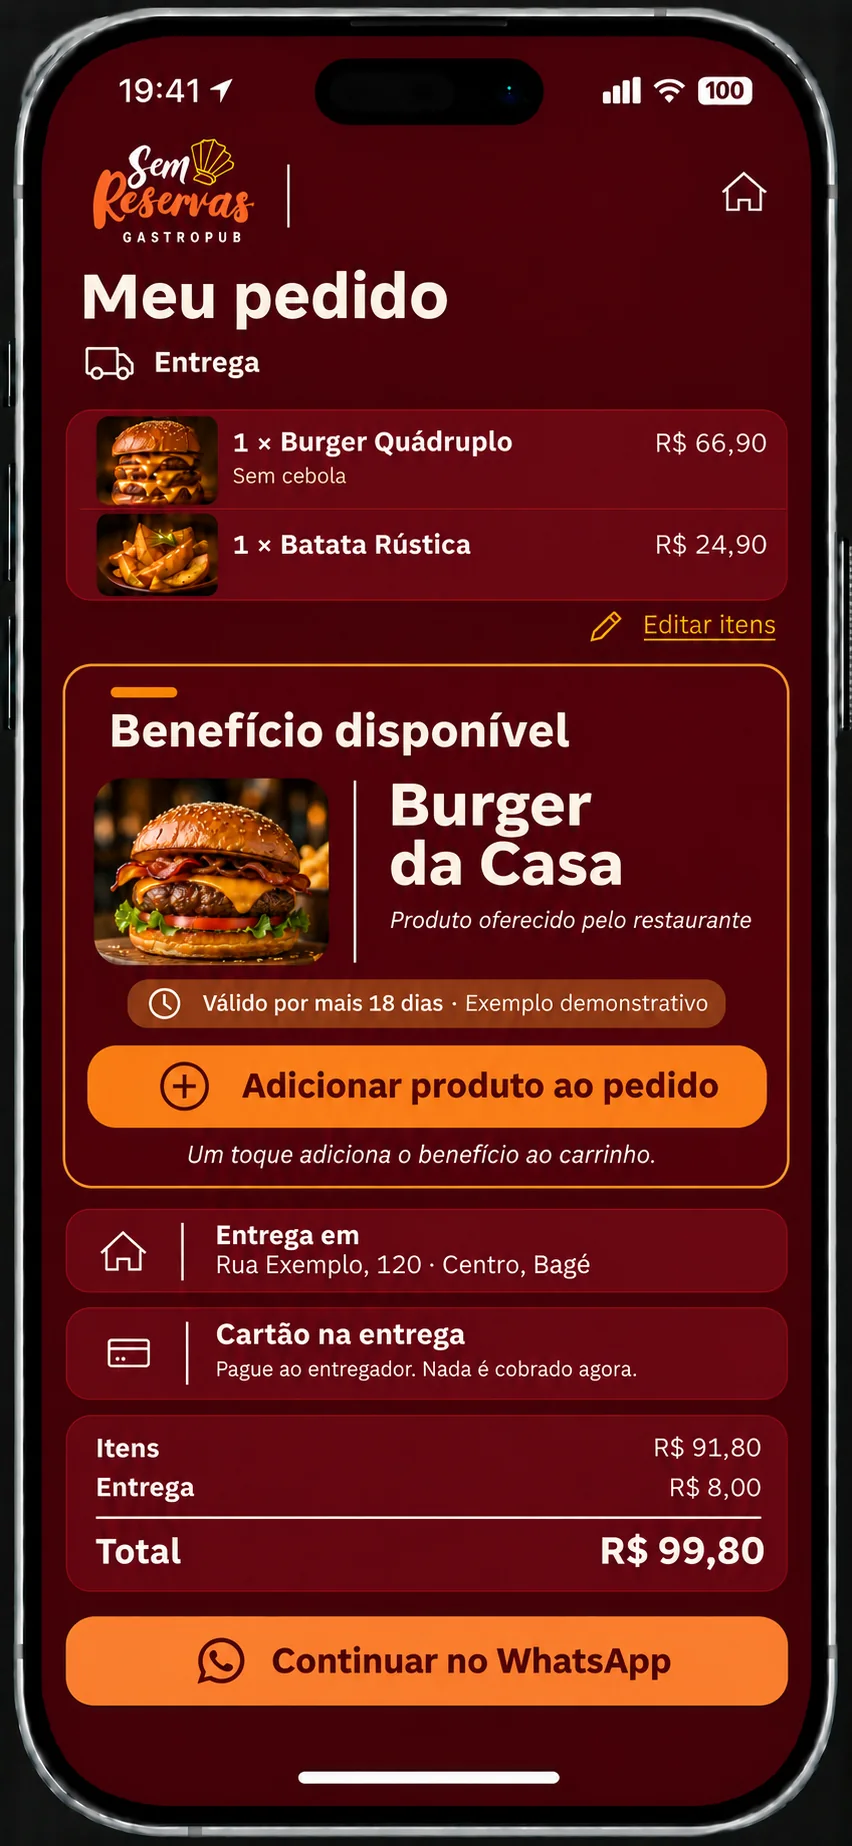 19:41
100
Sem
Reservas
GASTROPUB
Meu pedido
Entrega
1 × Burger Quádruplo R$ 66,90
Sem cebola
1 × Batata Rústica R$ 24,90
Editar itens
Benefício disponível
Burger
da Casa
Produto oferecido pelo restaurante
Válido por mais 18 dias · Exemplo demonstrativo
Adicionar produto ao pedido
Um toque adiciona o benefício ao carrinho.
Entrega em
Rua Exemplo, 120 · Centro, Bagé
Cartão na entrega
Pague ao entregador. Nada é cobrado agora.
Itens R$ 91,80
Entrega R$ 8,00
Total R$ 99,80
Continuar no WhatsApp